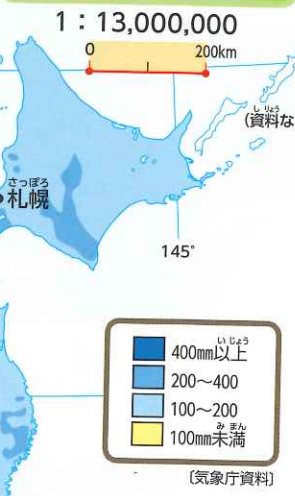 1：13,000,000
0 200km
しりょう
(資料な
さっぽろ
札幌
145°
いじょう
400mm以上
200〜400
100〜200
みまん
100mm未満
〔気象庁資料〕